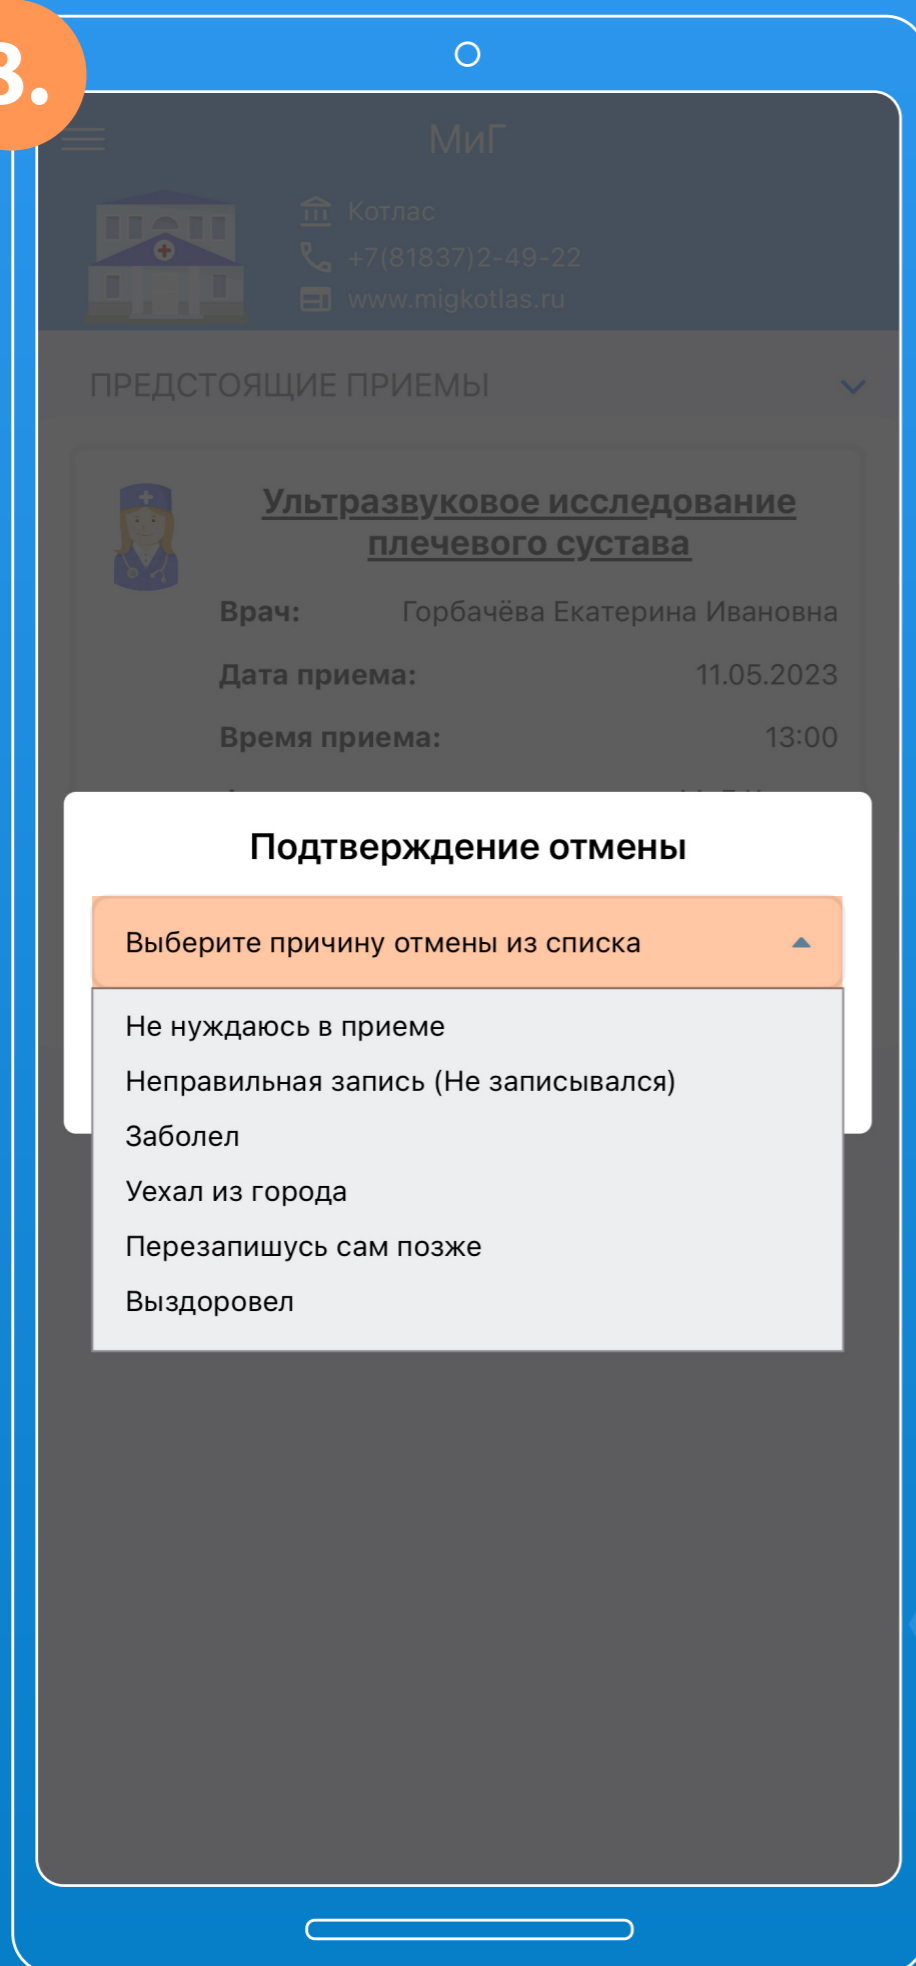 3.
МиГ
Котлас
+7(81837)2-49-22
www.migkotlas.ru
ПРЕДСТОЯЩИЕ ПРИЕМЫ
Ультразвуковое исследование
плечевого сустава
Врач: Горбачёва Екатерина Ивановна
Дата приема: 11.05.2023
Время приема: 13:00
Подтверждение отмены
Выберите причину отмены из списка
Не нуждаюсь в приеме
Неправильная запись (Не записывался)
Заболел
Уехал из города
Перезапишусь сам позже
Выздоровел